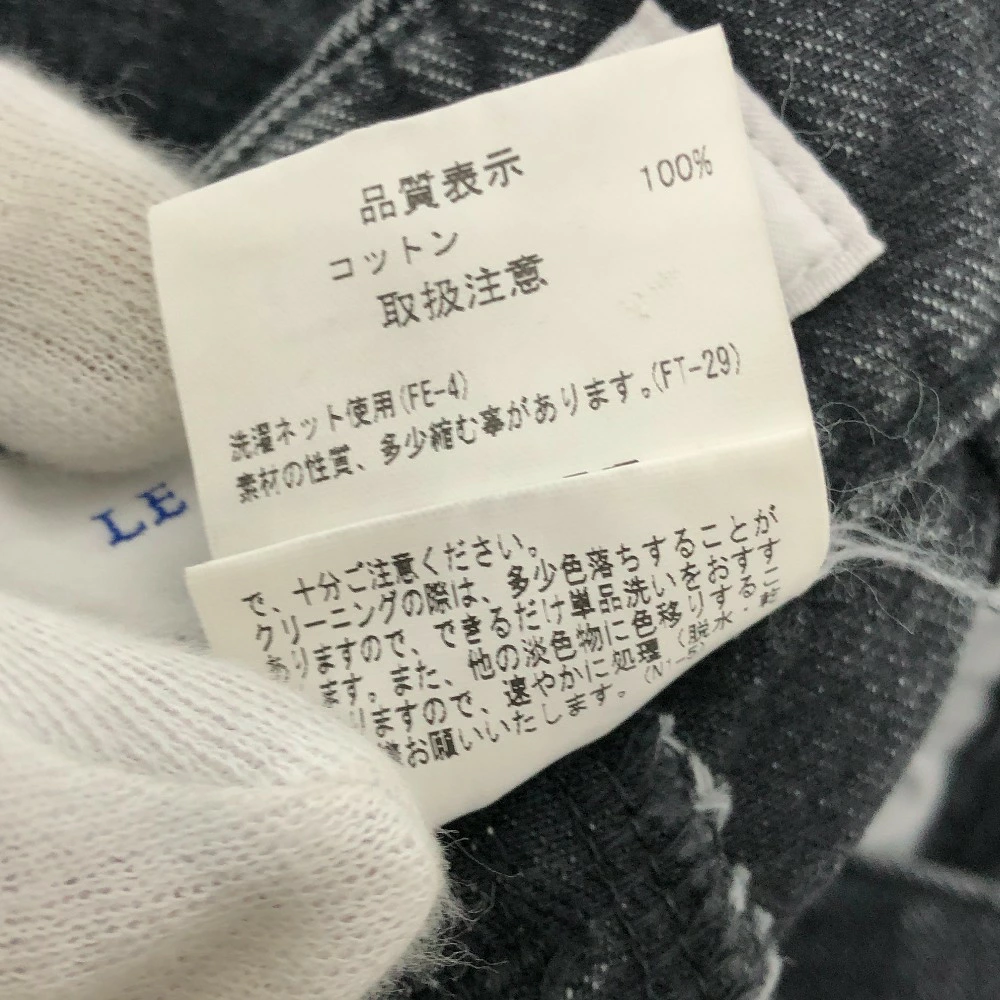 品質表示
コットン 100%
取扱注意
洗濯ネット使用(FE-4)
素材の性質、多少縮む事があります。(FT-29)
で、十分ご注意ください。
クリーニングの際は、多少色落ちすることが
ありますので、できるだけ単品洗いをおすす
ます。また、他の淡色物に色移りするこ
りますので、速やかに処理(脱水・乾
お願いいたします。
LE